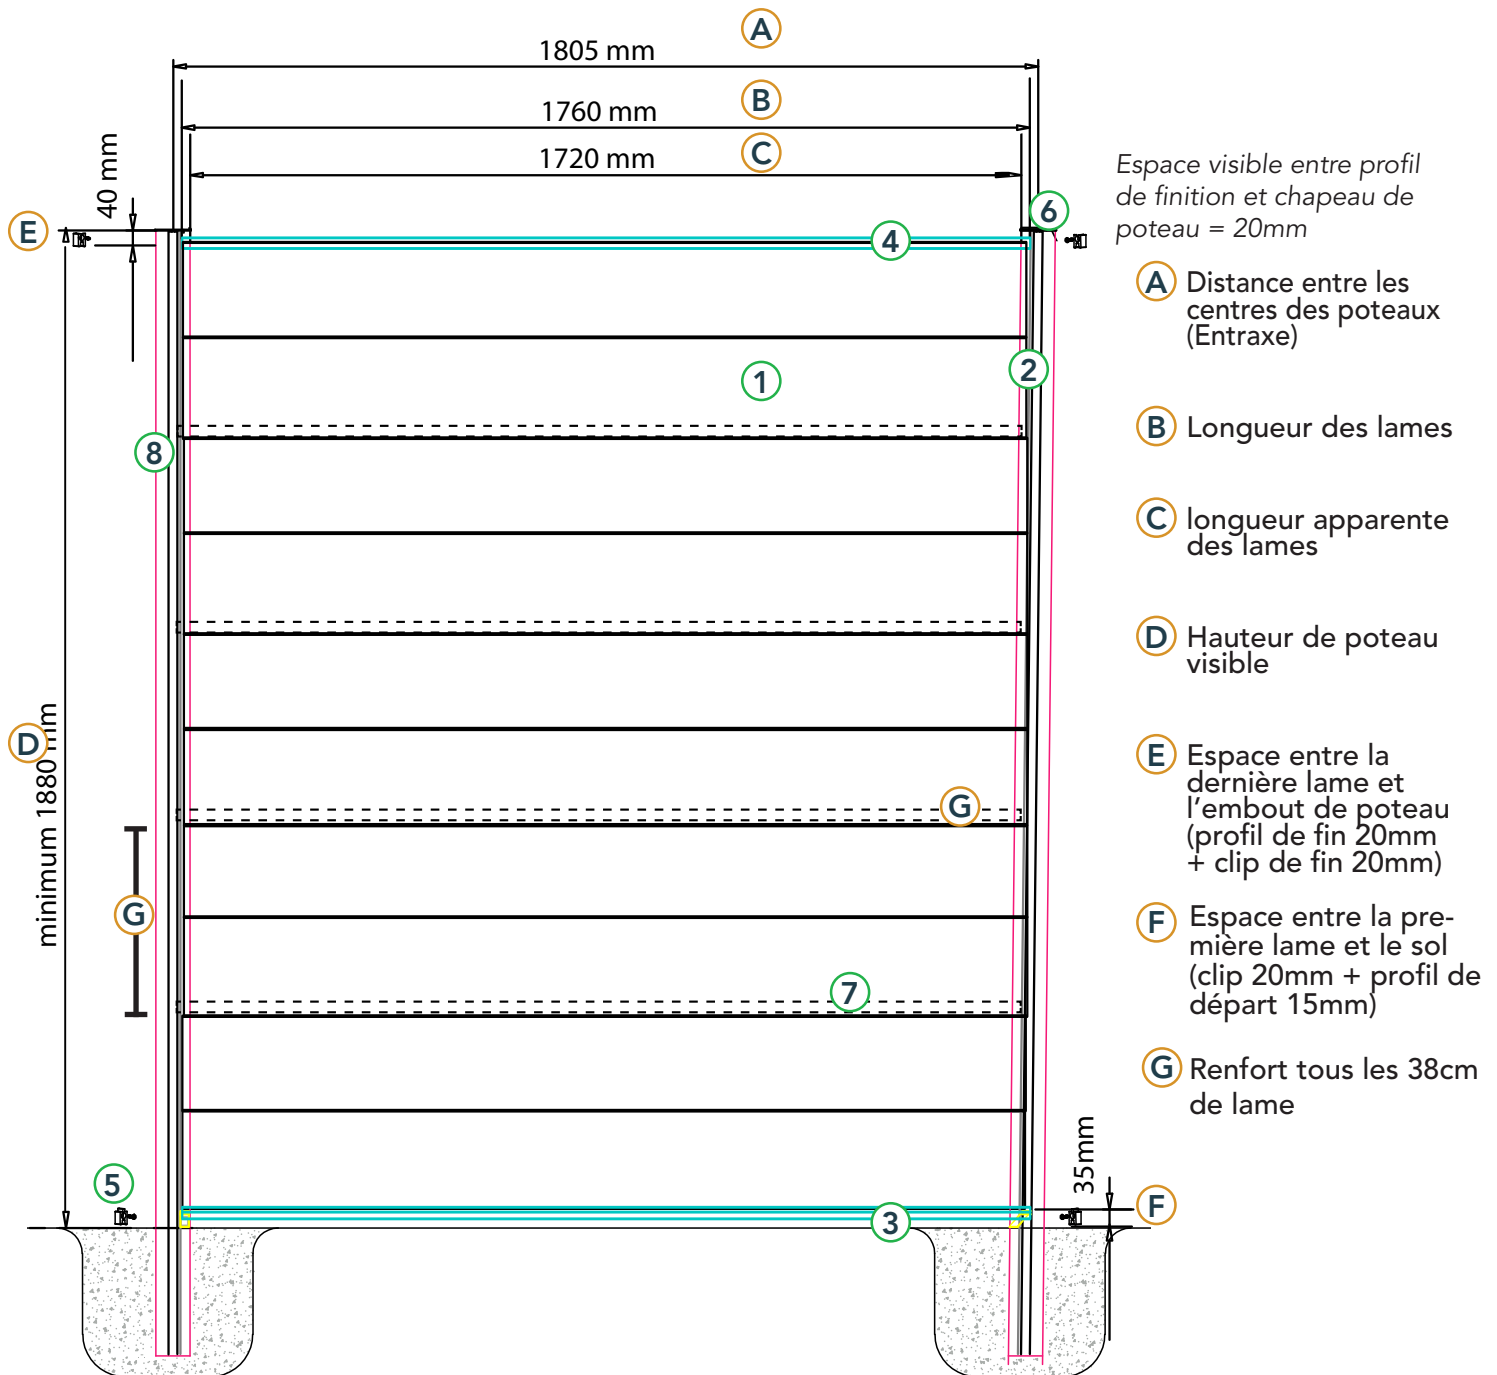 A
1805 mm
B
1760 mm
C
1720 mm
40 mm
E
6
4
Espace visible entre profil
de finition et chapeau de
poteau = 20mm
A Distance entre les
centres des poteaux
(Entraxe)
1
2
8
B Longueur des lames
C longueur apparente
des lames
D Hauteur de poteau
visible
D
minimum 1880 mm
E Espace entre la
dernière lame et
l'embout de poteau
(profil de fin 20mm
+ clip de fin 20mm)
G
G
F Espace entre la pre-
mière lame et le sol
(clip 20mm + profil de
départ 15mm)
7
G Renfort tous les 38cm
de lame
5
35mm
F
3